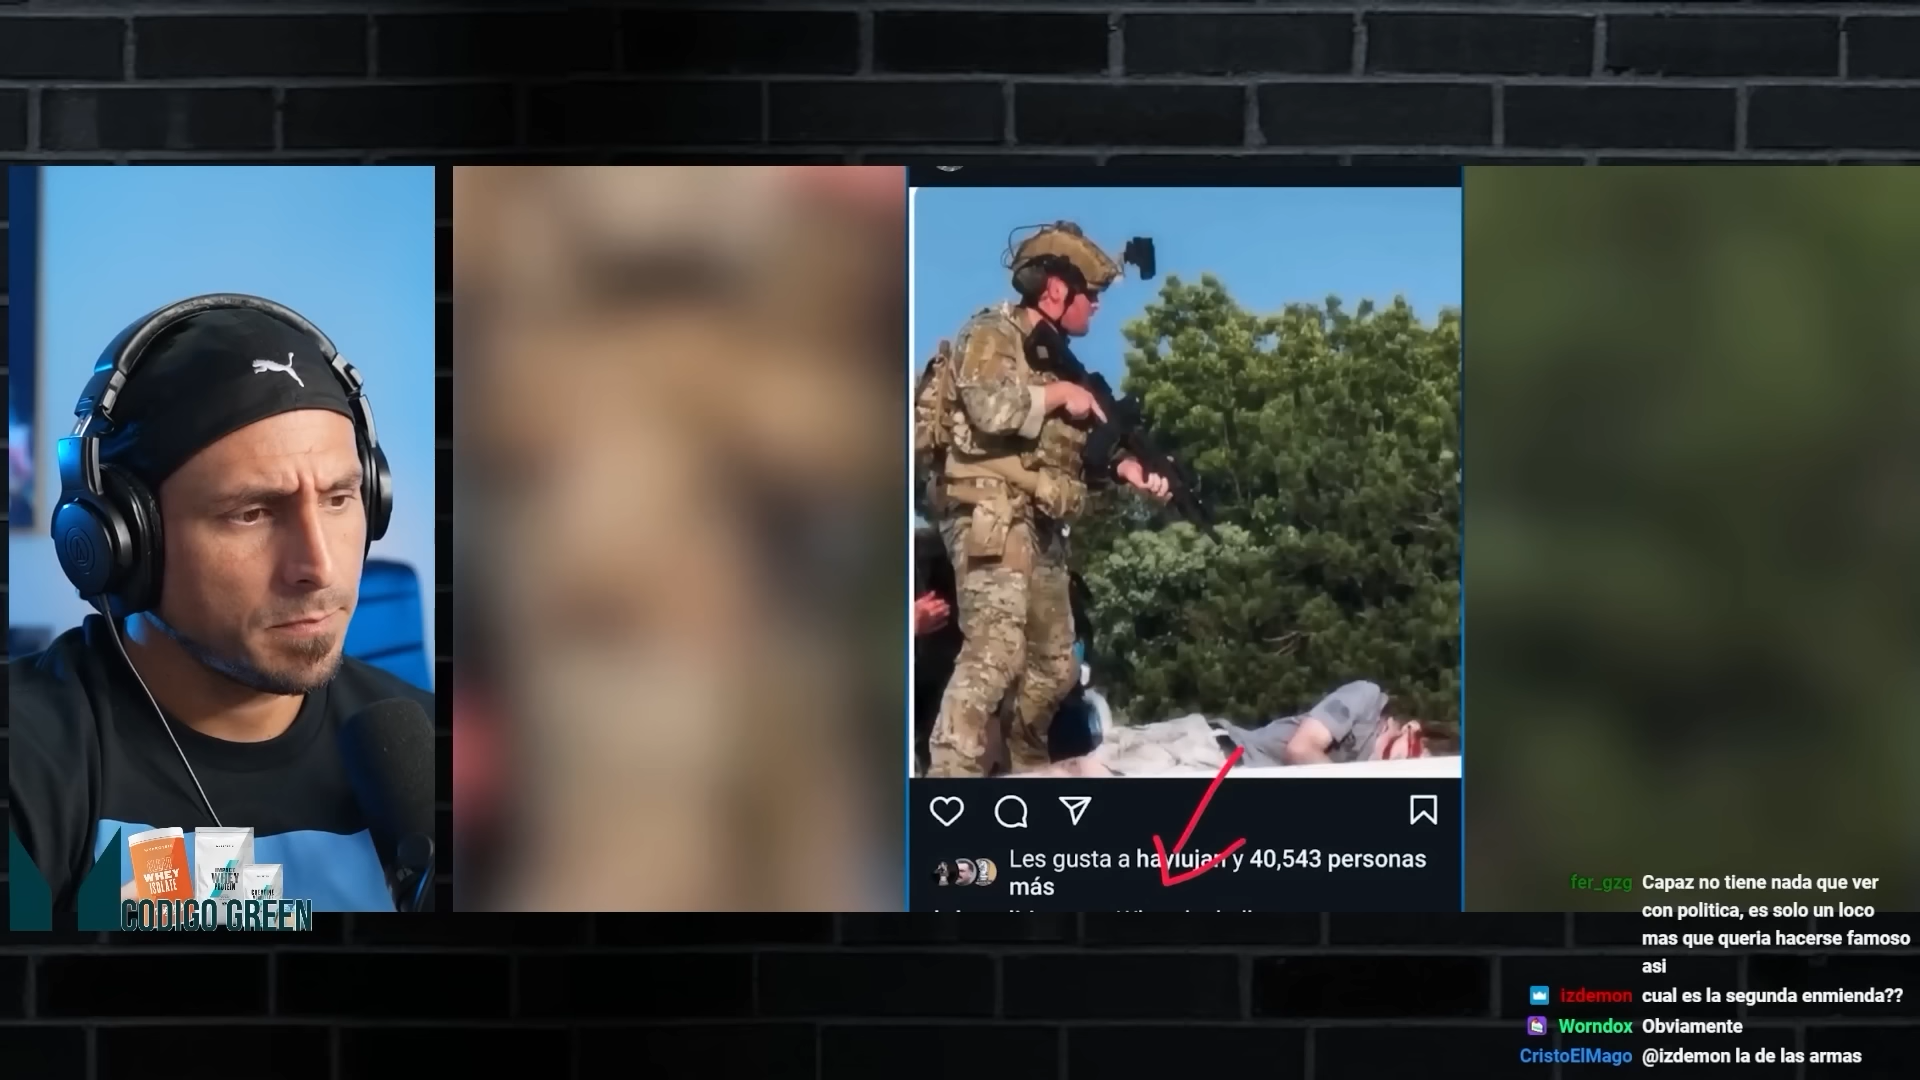 Les gusta a haylujan y 40,543 personas
más
WHEY
ISOLATE
IMPACT
WHEY
PROTEIN
CODIGO GREEN
fer_gzg Capaz no tiene nada que ver
con politica, es solo un loco
mas que queria hacerse famoso
asi
izdemon cual es la segunda enmienda??
Worndox Obviamente
CristoElMago @izdemon la de las armas